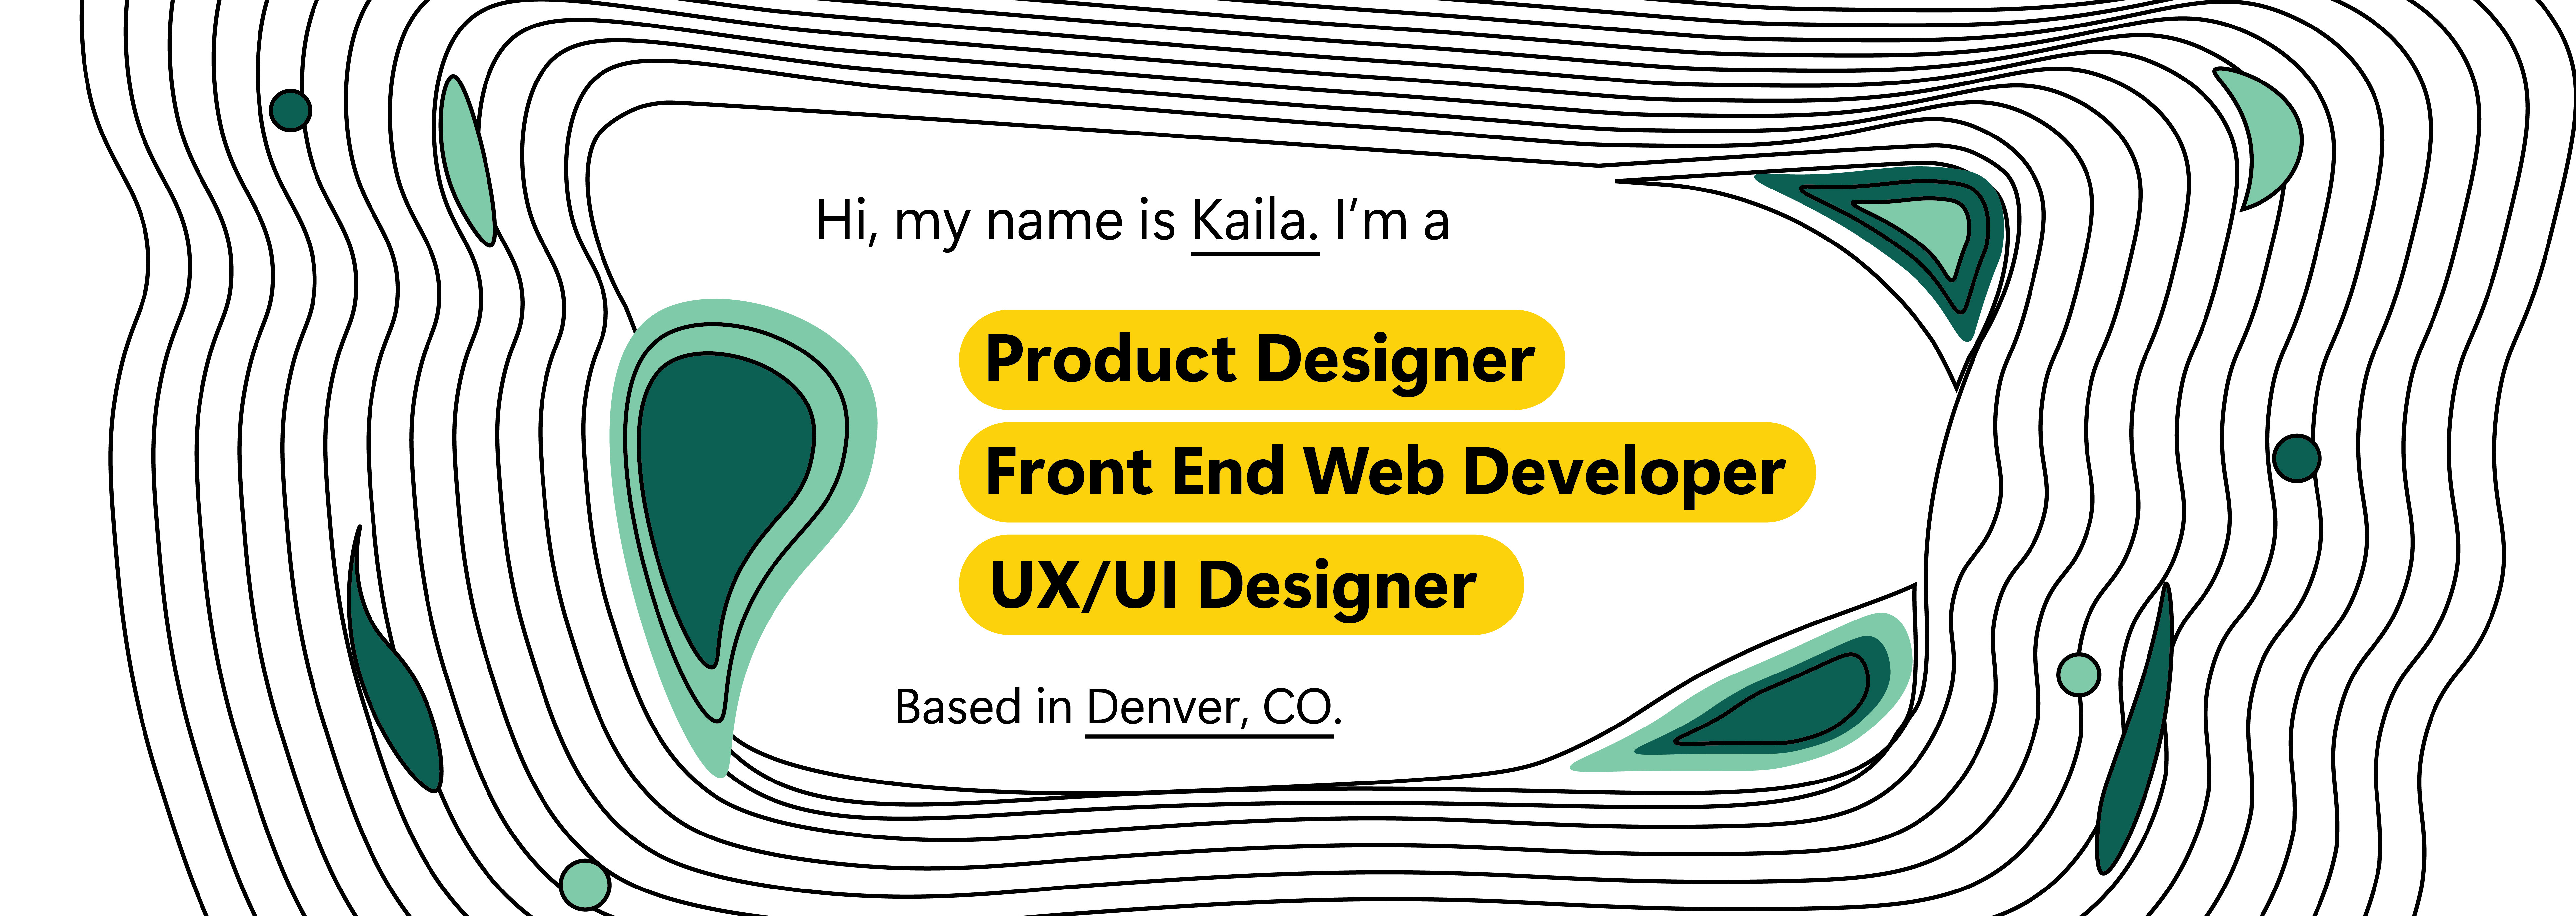 Hi, my name is Kaila. I’m a
Product Designer
Front End Web Developer
UX/UI Designer
Based in Denver, CO.